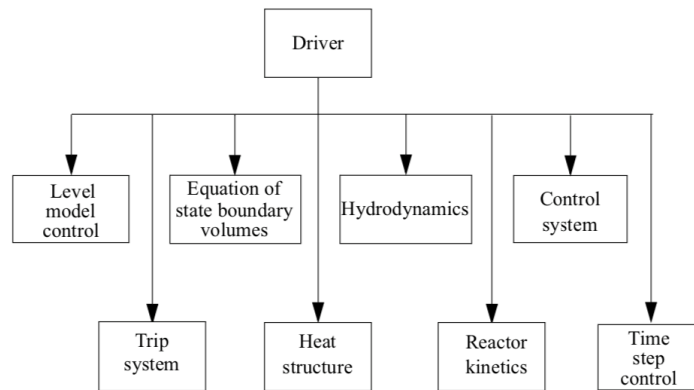 Driver
Level
model
control
Equation of
state boundary
volumes
Hydrodynamics
Control
system
Trip
system
Heat
structure
Reactor
kinetics
Time
step
control